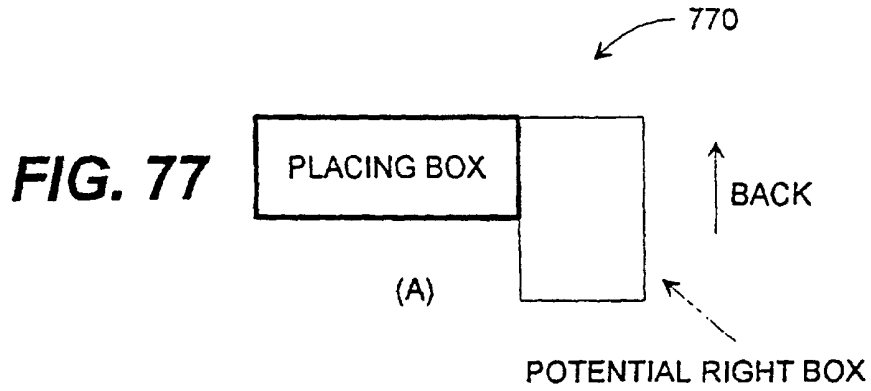 770
FIG. 77
PLACING BOX
BACK
(A)
POTENTIAL RIGHT BOX